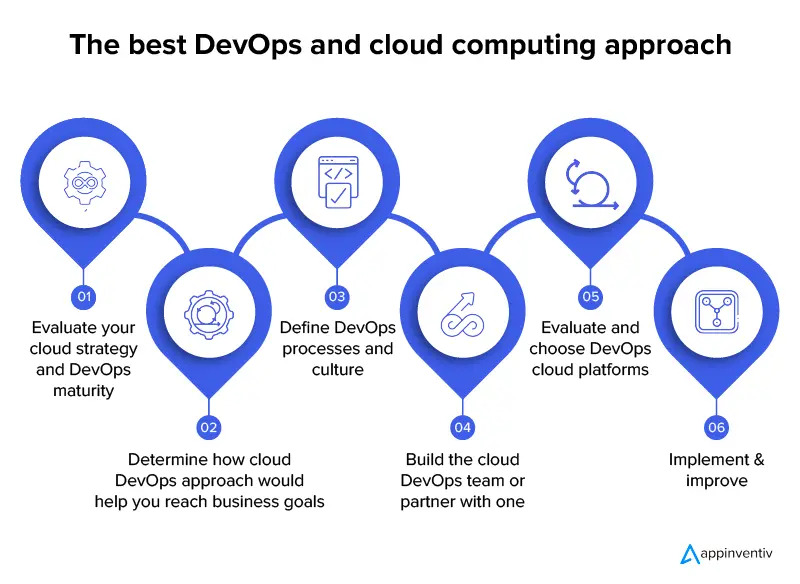 The best DevOps and cloud computing approach
01
Evaluate your
cloud strategy
and DevOps
maturity
02
Determine how cloud
DevOps approach would
help you reach business goals
03
Define DevOps
processes and
culture
04
Build the cloud
DevOps team or
partner with one
05
Evaluate and
choose DevOps
cloud platforms
06
Implement &
improve
appinventiv